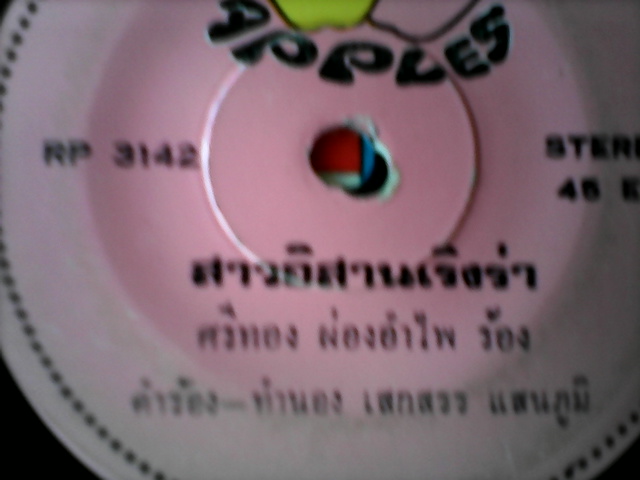 APPLES
RP 3142
STERE
45
สาวอีสานเริงร่า
ศรีทอง ผ่องอำไพ ร้อง
คำร้อง-ทำนอง เสกสรร แสนภูมิ